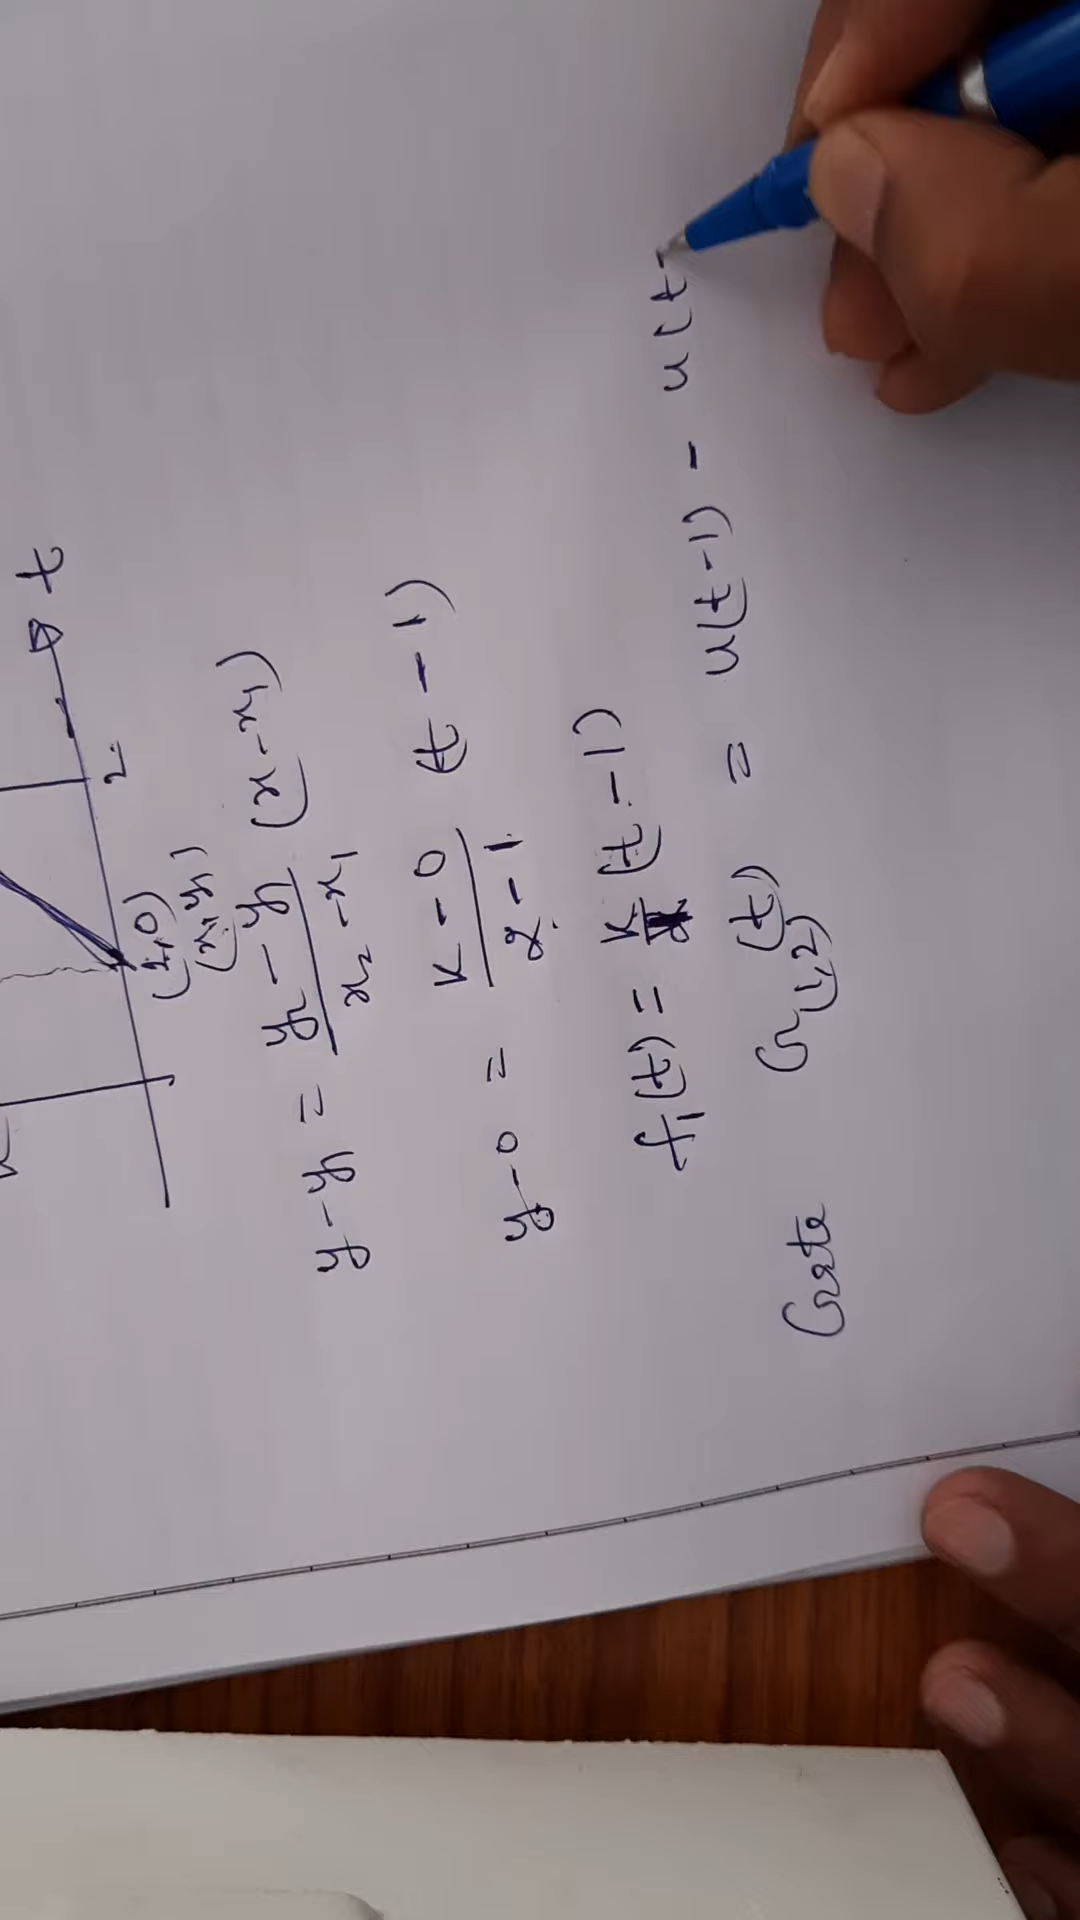 t
2
(1,0)
(x₁,y₁)
y - y₁ = y₂ - y₁ / x₂ - x₁ (x - x₁)
y - 0 = K - 0 / 2 - 1 (t - 1)
f₁(t) = K / 1 (t - 1)
Gate G(1,2)(t) = u(t - 1) - u(t -